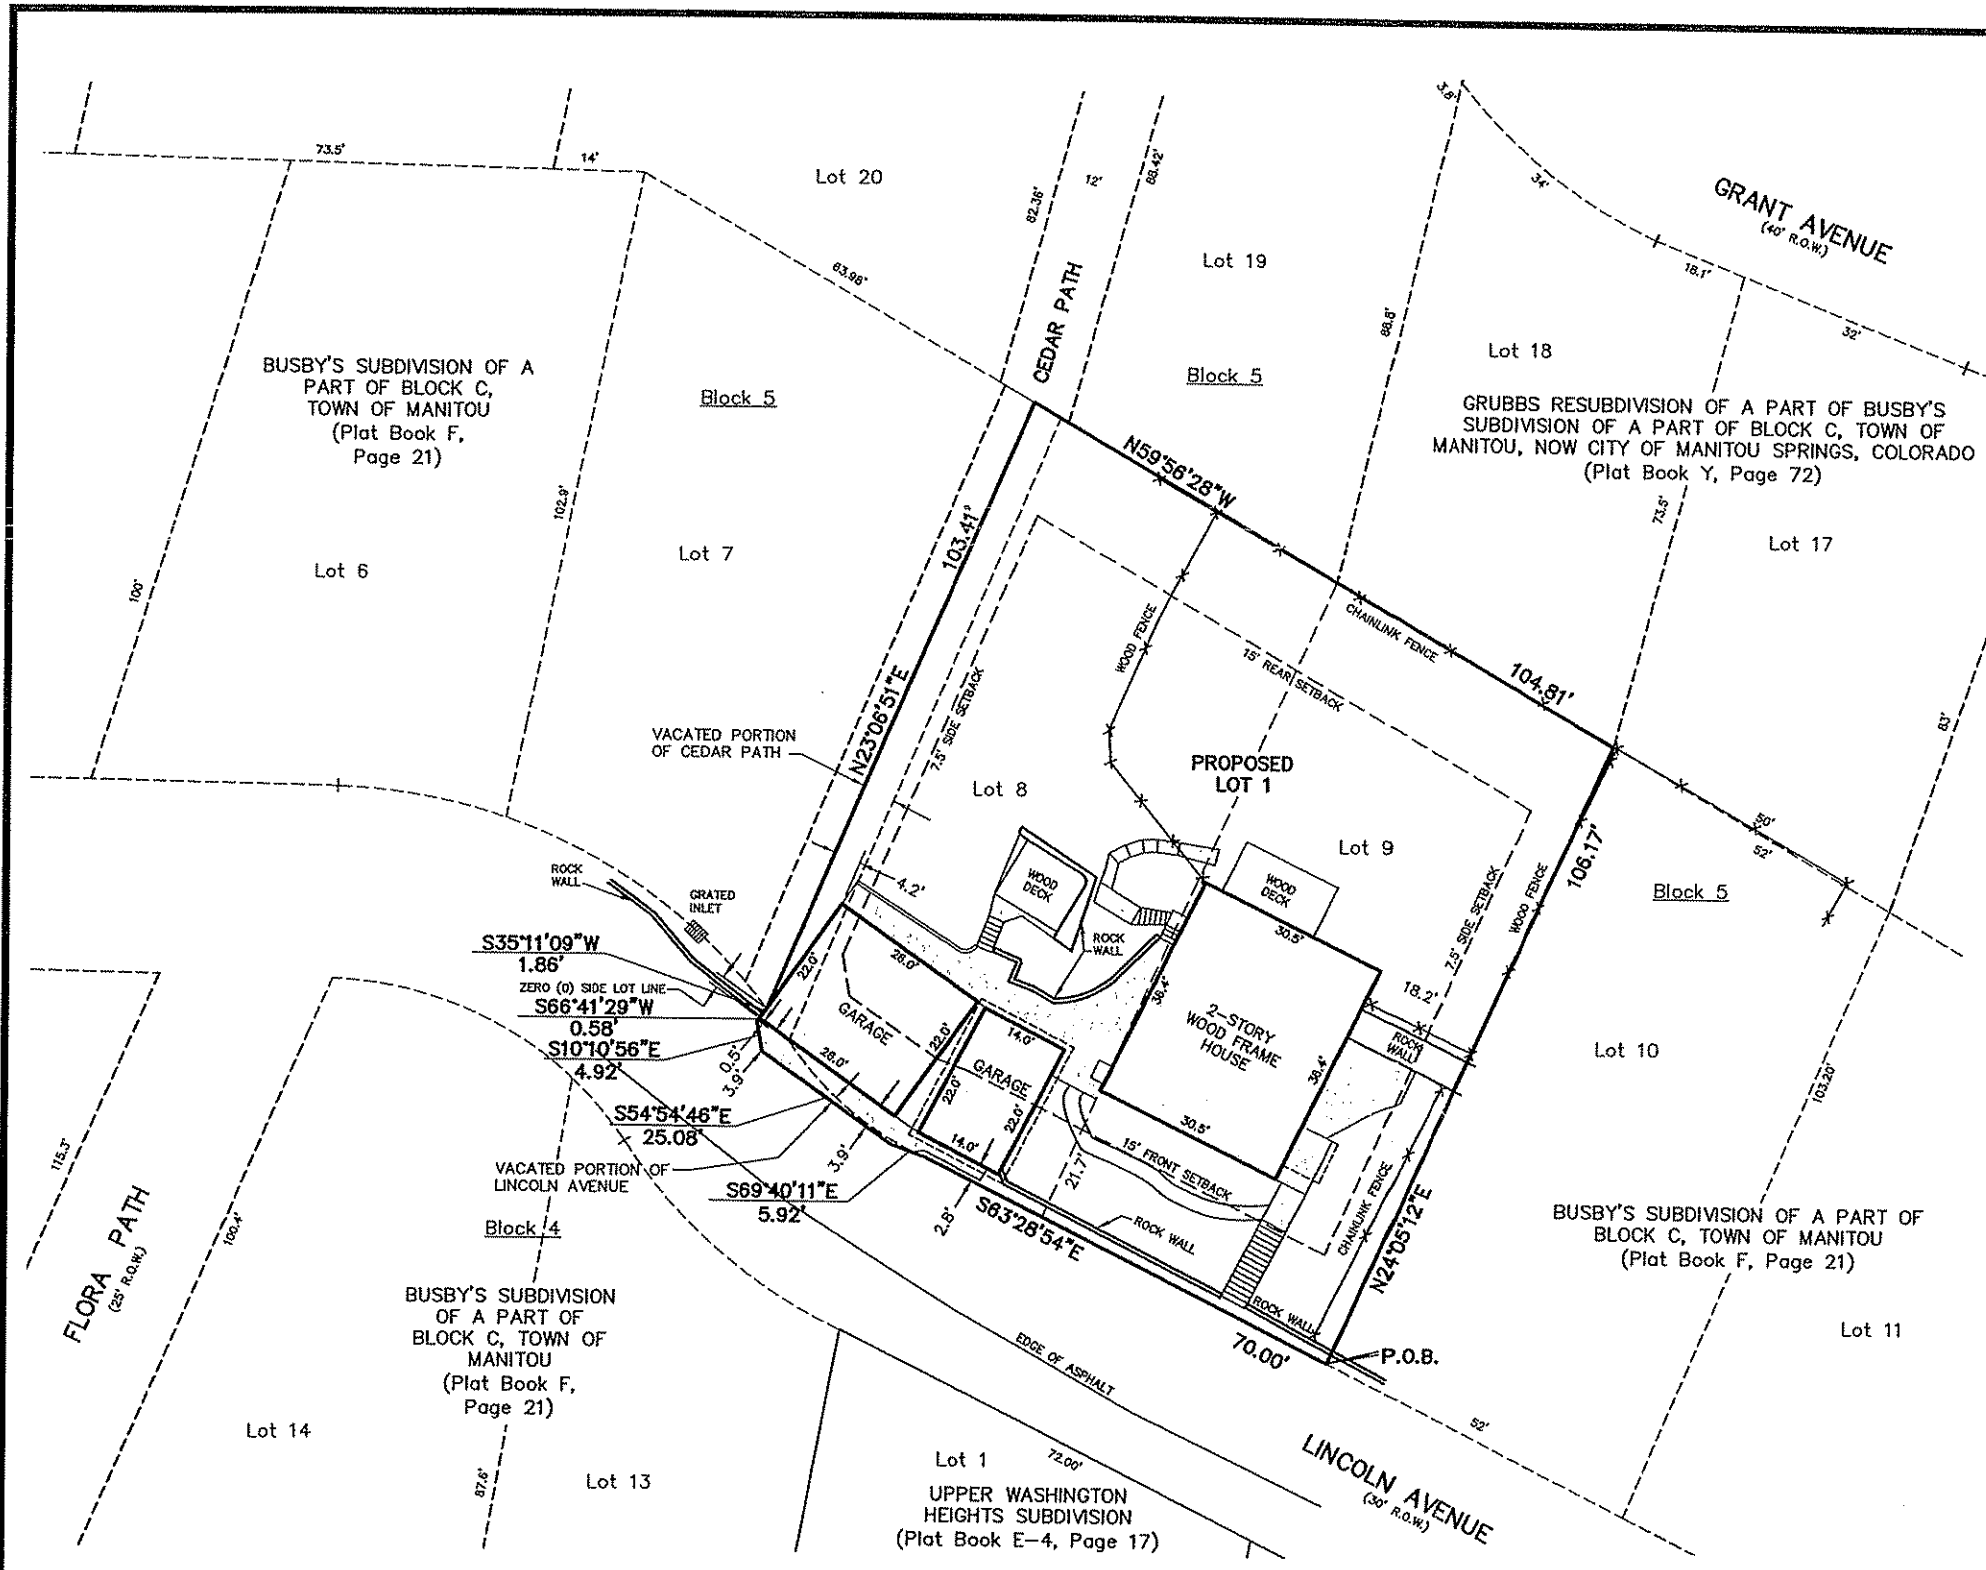 3.8'
73.5'
14'
Lot 20
82.36'
12'
88.42'
34'
GRANT AVENUE
(40' R.O.W.)
Lot 19
18.1'
63.98'
CEDAR PATH
88.8'
32'
Lot 18
BUSBY'S SUBDIVISION OF A
PART OF BLOCK C,
TOWN OF MANITOU
(Plat Book F,
Page 21)
Block 5
Block 5
GRUBBS RESUBDIVISION OF A PART OF BUSBY'S
SUBDIVISION OF A PART OF BLOCK C, TOWN OF
MANITOU, NOW CITY OF MANITOU SPRINGS, COLORADO
(Plat Book Y, Page 72)
N59°56'28"W
102.9'
103.41'
73.5'
Lot 6
Lot 7
Lot 17
100'
WOOD FENCE
CHAINLINK FENCE
15' REAR SETBACK
104.81'
83'
N23°06'51"E
7.5' SIDE SETBACK
VACATED PORTION
OF CEDAR PATH
PROPOSED
LOT 1
Lot 8
Lot 9
50'
52'
106.17'
ROCK
WALL
GRATED
INLET
4.2'
WOOD
DECK
WOOD
DECK
7.5' SIDE SETBACK
WOOD FENCE
Block 5
S35°11'09"W
1.86'
ZERO (0) SIDE LOT LINE
S66°41'29"W
0.58'
S10°10'56"E
4.92'
22.0'
26.0'
ROCK
WALL
30.5'
36.4'
18.2'
GARAGE
22.0'
26.0'
0.5'
3.9'
14.0'
GARAGE
22.0'
22.0'
14.0'
2-STORY
WOOD FRAME
HOUSE
36.4'
30.5'
ROCK
WALL
Lot 10
103.20'
S54°54'46"E
25.08'
3.9'
VACATED PORTION OF
LINCOLN AVENUE
S69°40'11"E
5.92'
2.8'
21.7'
15' FRONT SETBACK
S63°28'54"E
ROCK WALL
CHAINLINK FENCE
N24°05'12"E
115.3'
100.4'
FLORA PATH
(25' R.O.W.)
Block 4
BUSBY'S SUBDIVISION
OF A PART OF
BLOCK C, TOWN OF
MANITOU
(Plat Book F,
Page 21)
BUSBY'S SUBDIVISION OF A PART OF
BLOCK C, TOWN OF MANITOU
(Plat Book F, Page 21)
ROCK WALL
EDGE OF ASPHALT
70.00'
P.O.B.
Lot 11
52'
Lot 14
87.6'
Lot 13
Lot 1
72.00'
UPPER WASHINGTON
HEIGHTS SUBDIVISION
(Plat Book E-4, Page 17)
LINCOLN AVENUE
(30' R.O.W.)